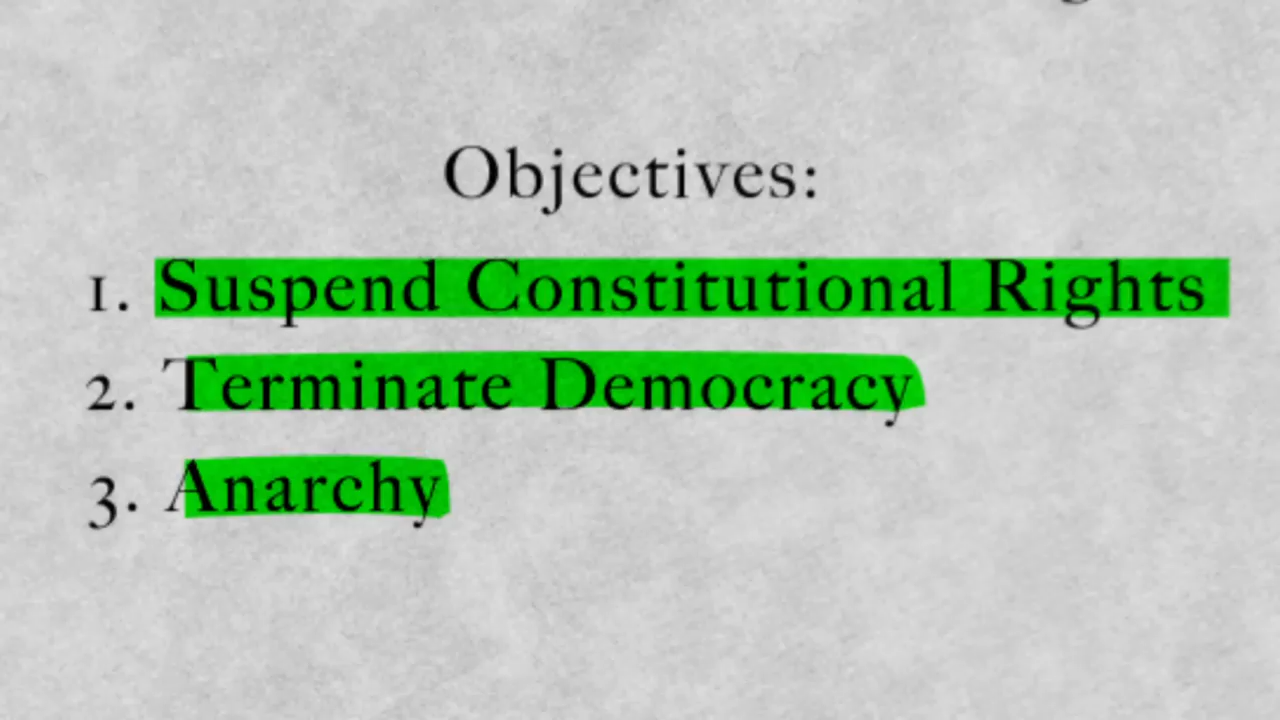 Objectives:
1. Suspend Constitutional Rights
2. Terminate Democracy
3. Anarchy